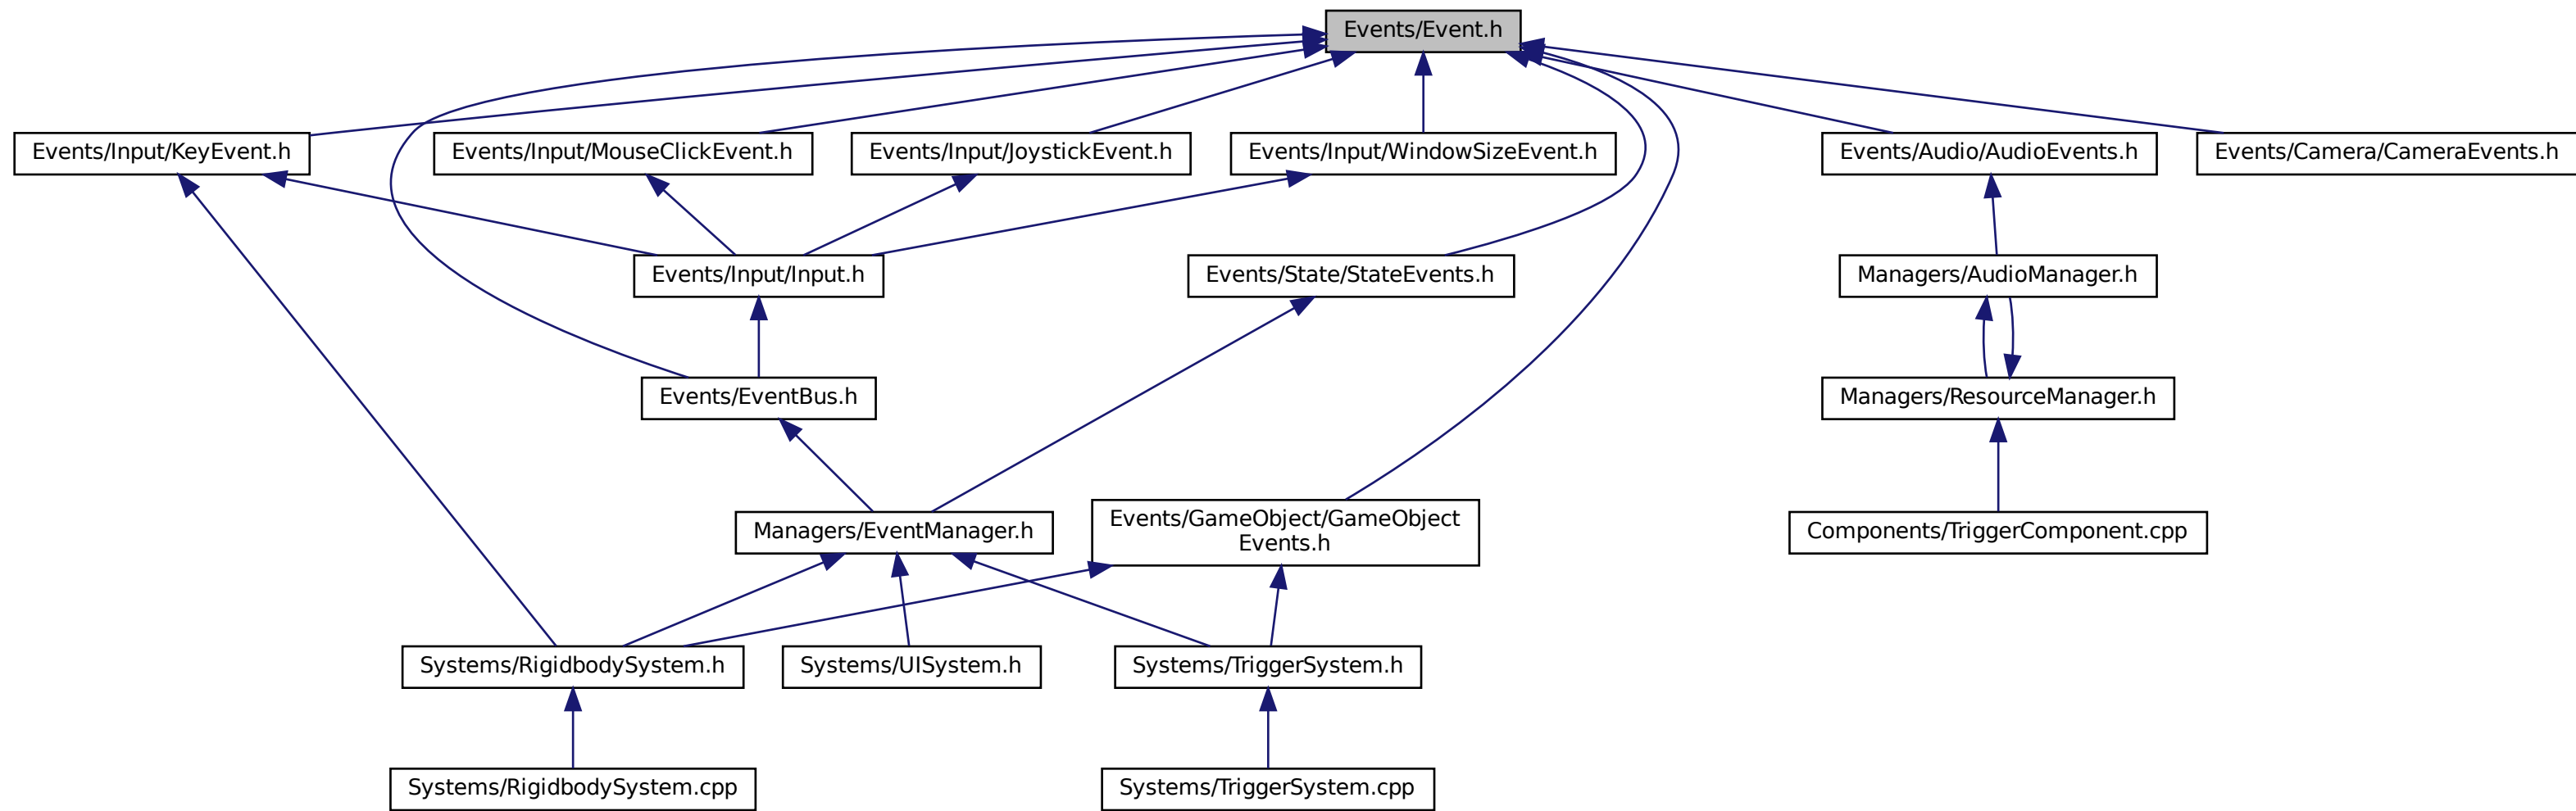 Events/Event.h
Events/Input/KeyEvent.h
Events/Input/MouseClickEvent.h
Events/Input/JoystickEvent.h
Events/Input/WindowSizeEvent.h
Events/Audio/AudioEvents.h
Events/Camera/CameraEvents.h
Events/Input/Input.h
Events/State/StateEvents.h
Managers/AudioManager.h
Events/EventBus.h
Managers/ResourceManager.h
Managers/EventManager.h
Events/GameObject/GameObject
Events.h
Components/TriggerComponent.cpp
Systems/RigidbodySystem.h
Systems/UISystem.h
Systems/TriggerSystem.h
Systems/RigidbodySystem.cpp
Systems/TriggerSystem.cpp